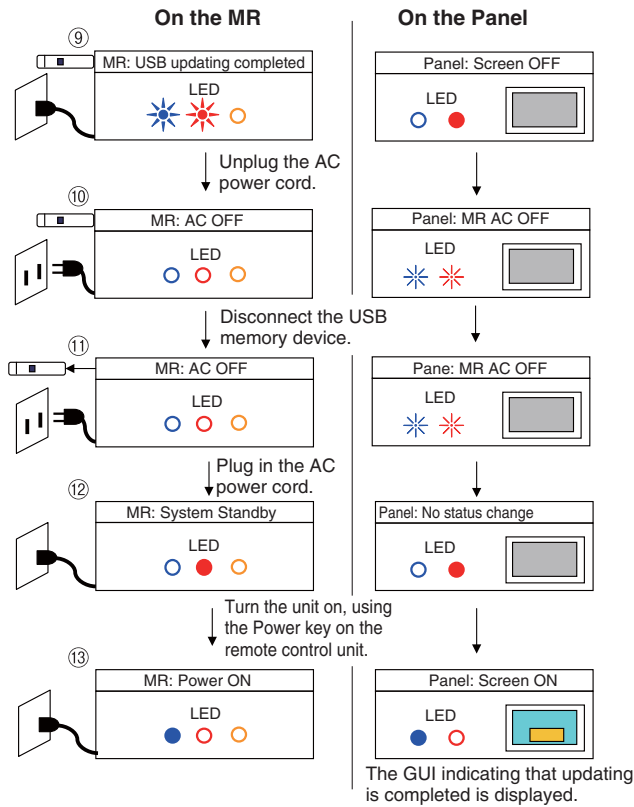 On the MR
On the Panel
⑨
MR: USB updating completed
LED
Panel: Screen OFF
LED
Unplug the AC
power cord.
⑩
MR: AC OFF
LED
Panel: MR AC OFF
LED
Disconnect the USB
memory device.
⑪
MR: AC OFF
LED
Pane: MR AC OFF
LED
Plug in the AC
power cord.
⑫
MR: System Standby
LED
Panel: No status change
LED
Turn the unit on, using
the Power key on the
remote control unit.
⑬
MR: Power ON
LED
Panel: Screen ON
LED
The GUI indicating that updating
is completed is displayed.